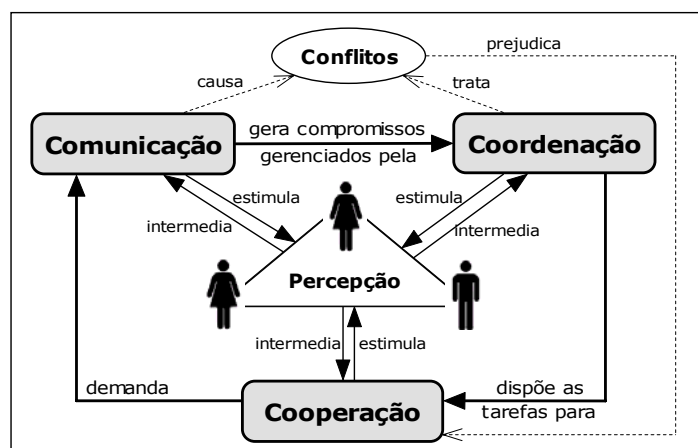 Conflitos
prejudica
causa
trata
Comunicação
gera compromissos
gerenciados pela
Coordenação
estimula
intermedia
estimula
intermedia
Percepção
intermedia
estimula
demanda
Cooperação
dispõe as
tarefas para